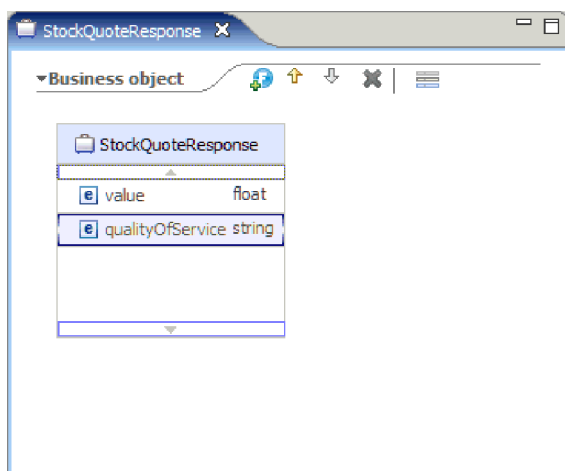 StockQuoteResponse
Business object
StockQuoteResponse
e value float
e qualityOfService string